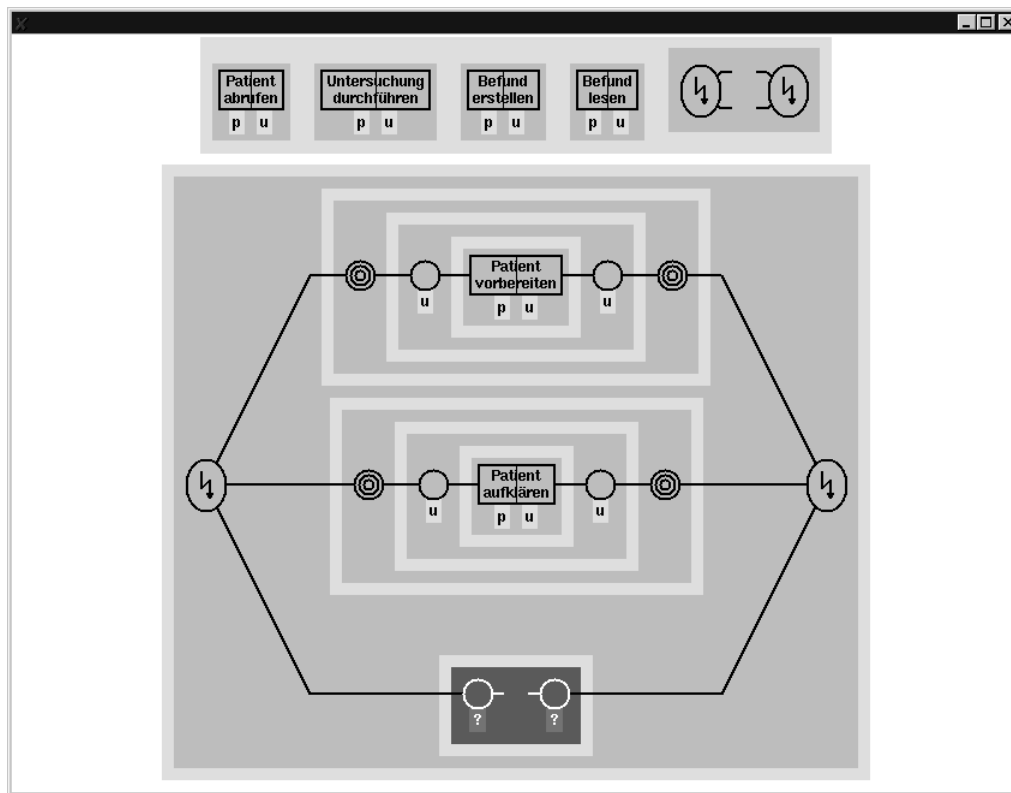 Patient
abrufen
p u
Untersuchung
durchführen
p u
Befund
erstellen
p u
Befund
lesen
p u
Patient
vorbereiten
u
p u
u
Patient
aufklären
u
p u
u
? ?